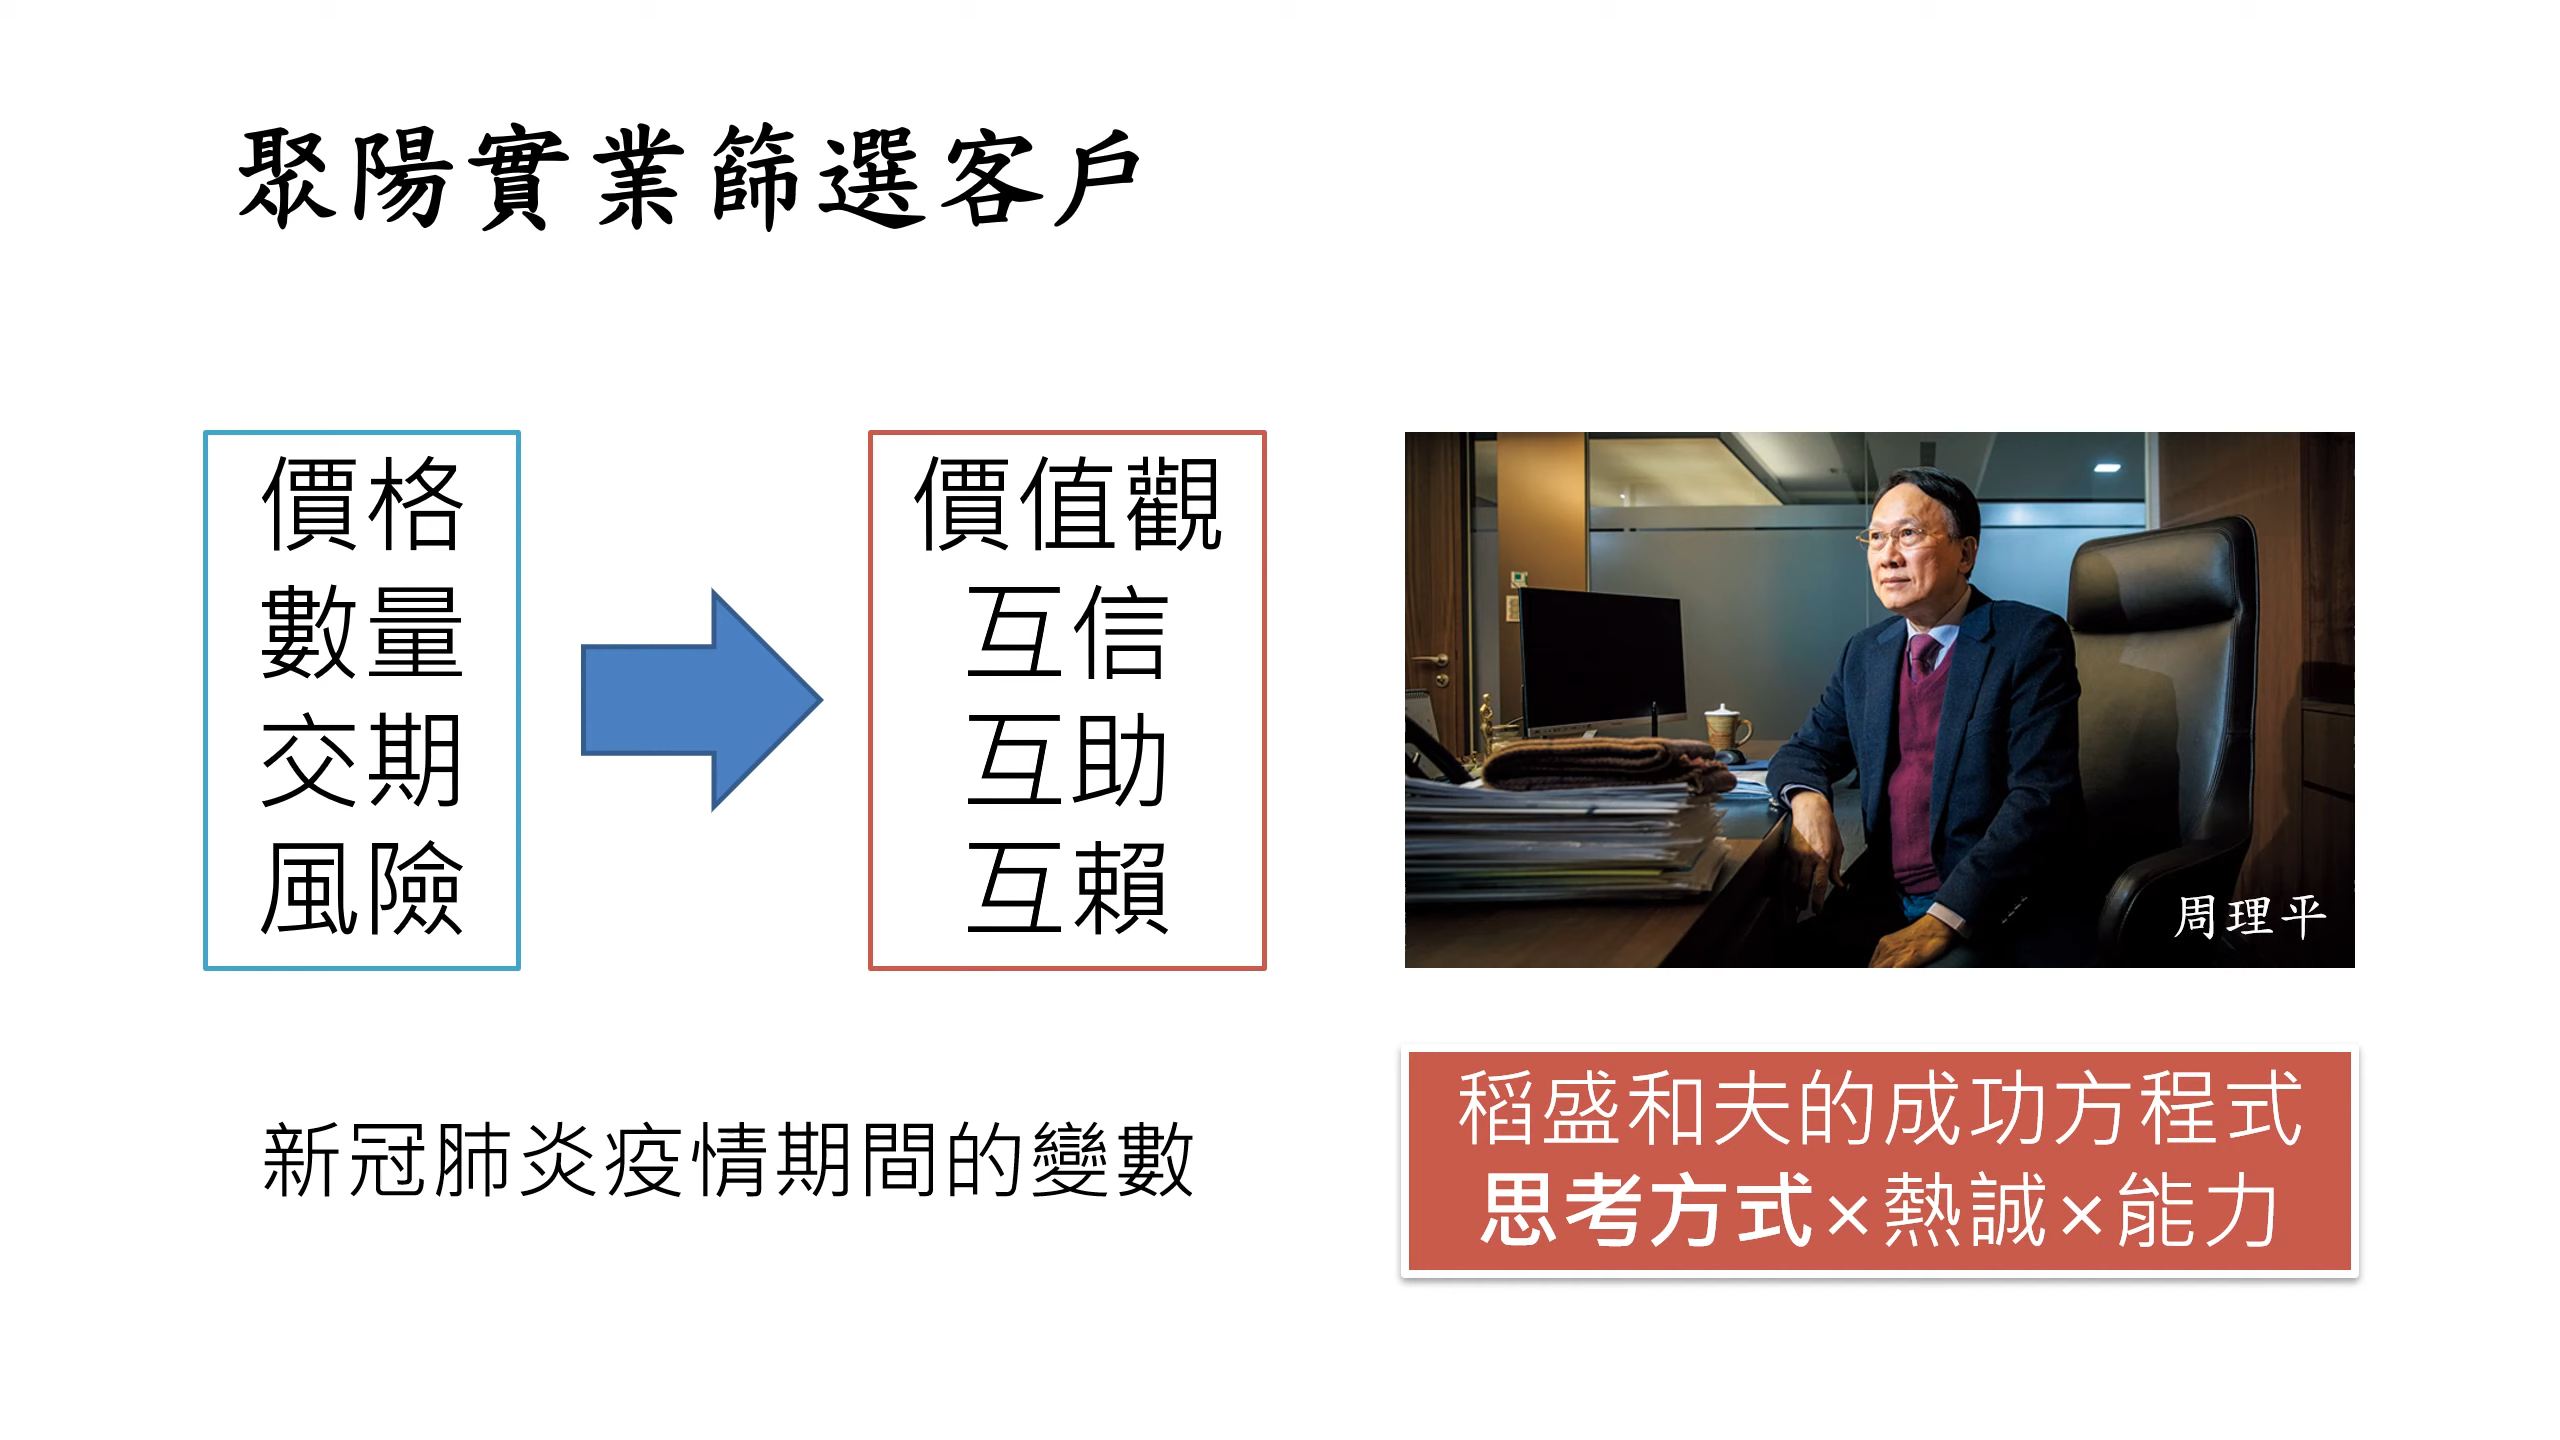 聚陽實業篩選客戶
價格
數量
交期
風險
價值觀
互信
互助
互賴
周理平
新冠肺炎疫情期間的變數
稻盛和夫的成功方程式
思考方式×熱誠×能力